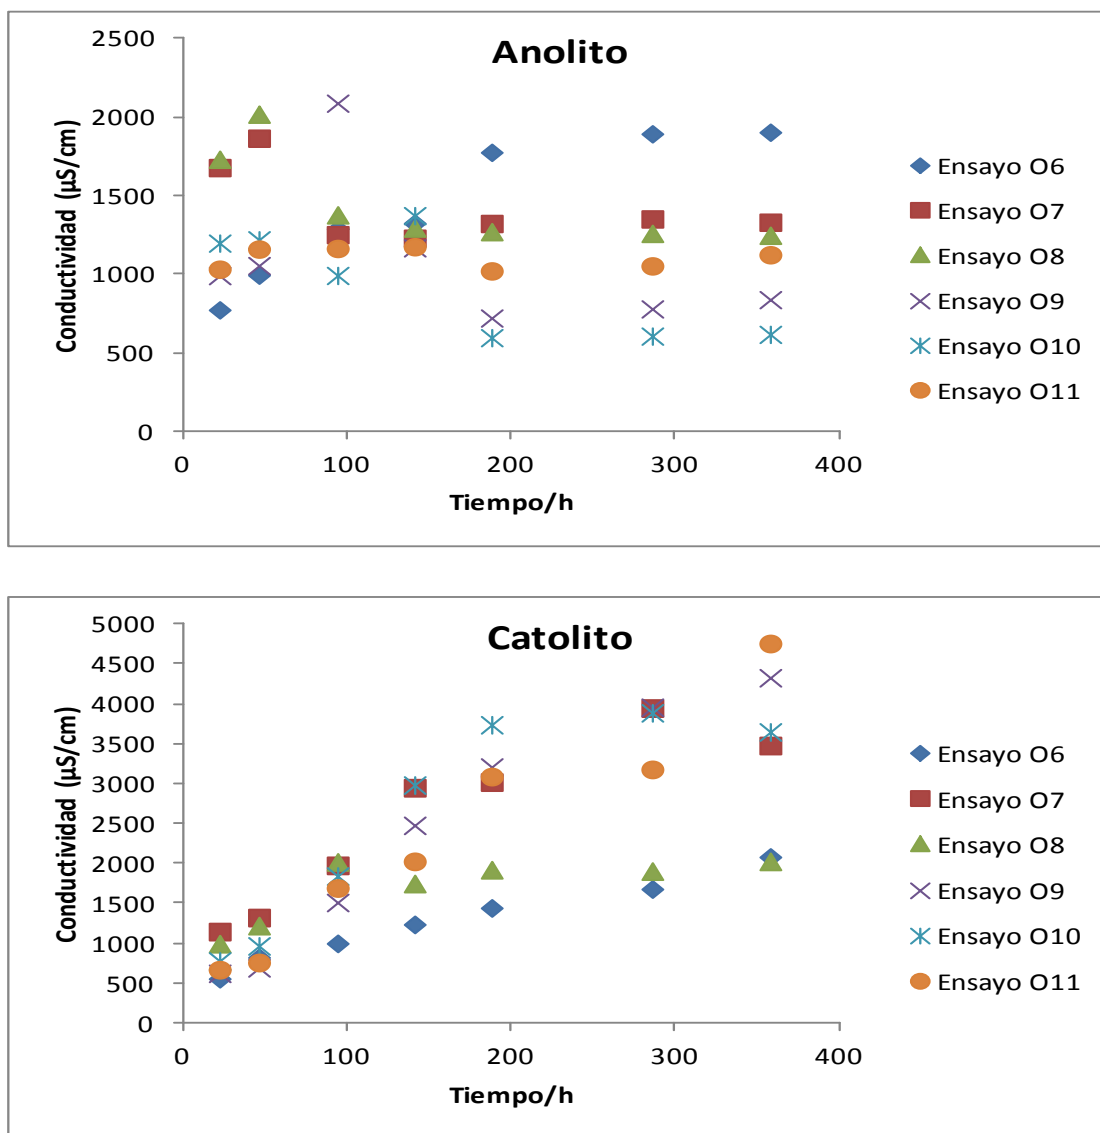 Anolito
2500
2000
1500
1000
500
0
Conductividad (µS/cm)
0 100 200 300 400
Tiempo/h
Ensayo O6
Ensayo O7
Ensayo O8
Ensayo O9
Ensayo O10
Ensayo O11
Catolito
5000
4500
4000
3500
3000
2500
2000
1500
1000
500
0
Conductividad (µS/cm)
0 100 200 300 400
Tiempo/h
Ensayo O6
Ensayo O7
Ensayo O8
Ensayo O9
Ensayo O10
Ensayo O11